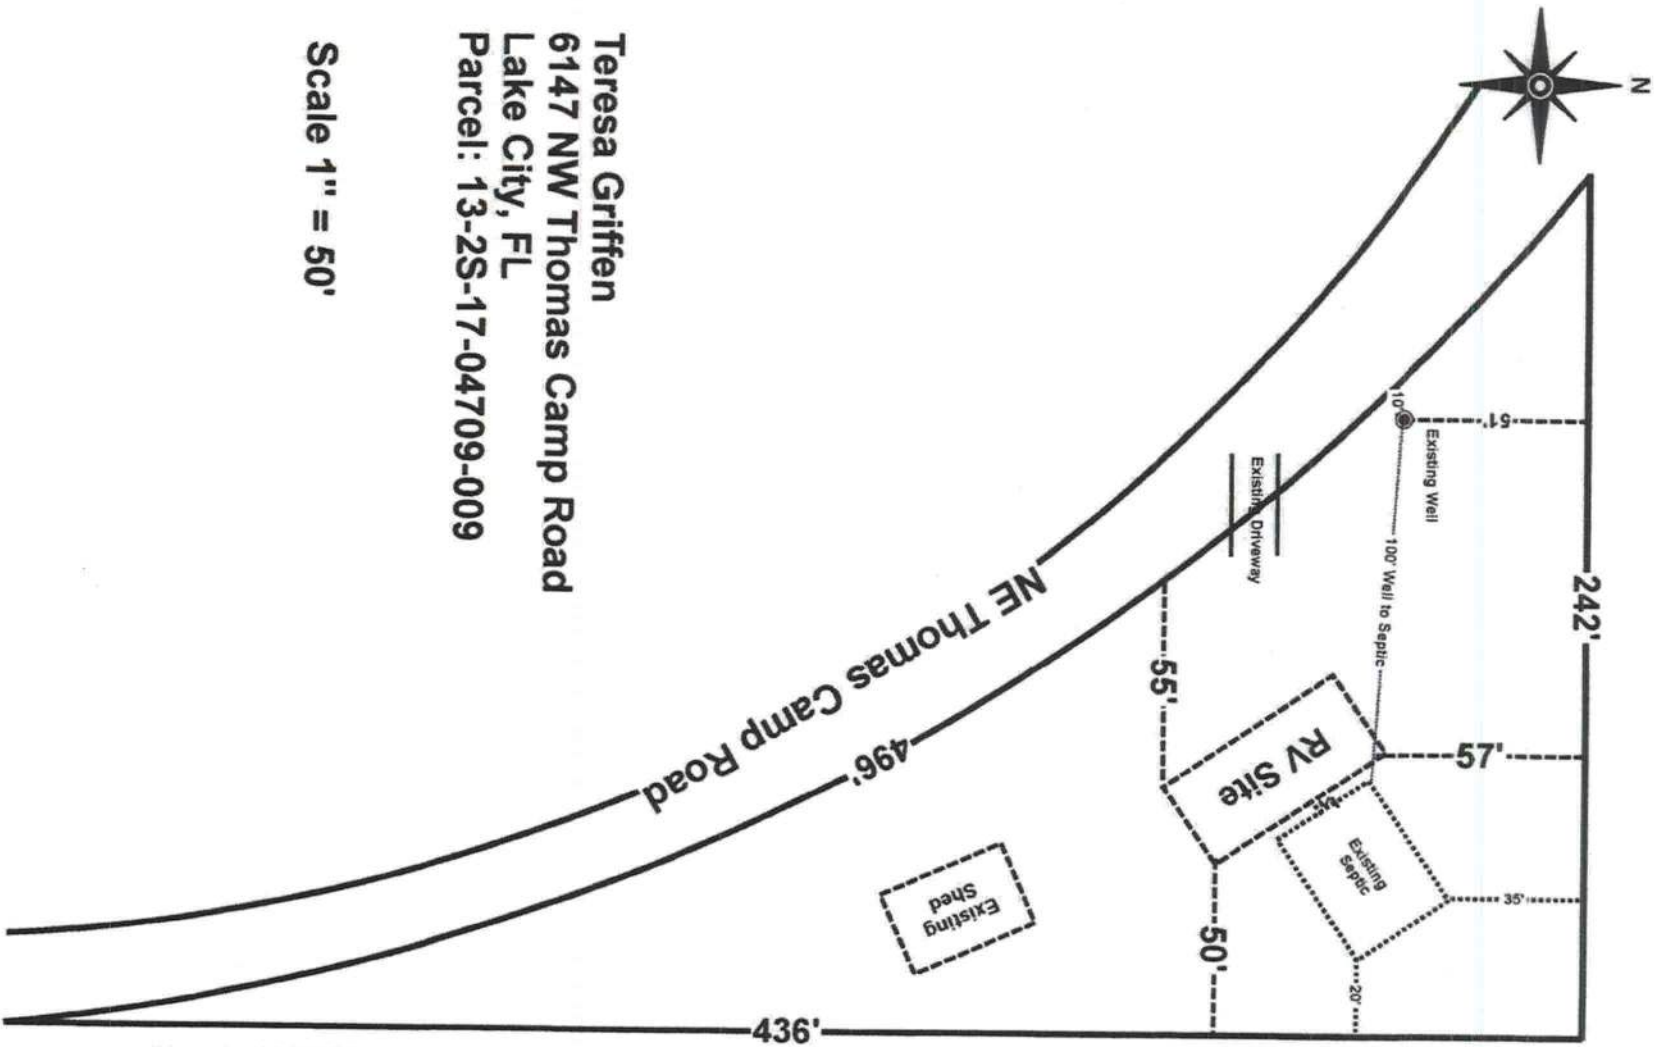 N
Teresa Griffen
6147 NW Thomas Camp Road
Lake City, FL
Parcel: 13-2S-17-04709-009
Scale 1" = 50'
242'
51'
10'
Existing Well
100' Well to Septic
Existing Driveway
57'
55'
RV Site
Existing
Septic
35'
20'
50'
Existing
Shed
NE Thomas Camp Road
496'
436'